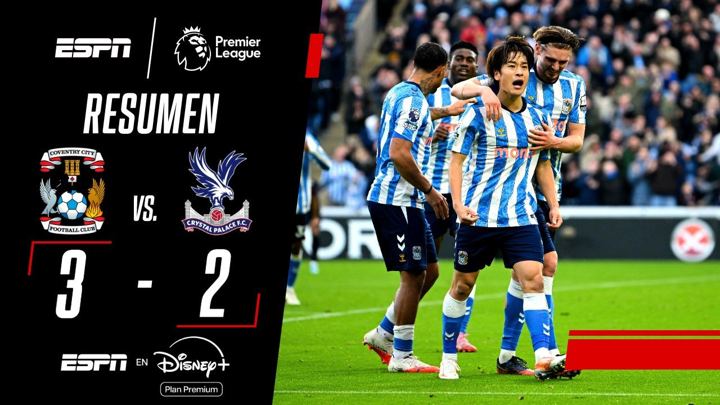 ESPN
Premier
League
RESUMEN
COVENTRY CITY
FOOTBALL CLUB
CRYSTAL PALACE F.C.
VS.
3 - 2
ESPN EN Disney+
Plan Premium